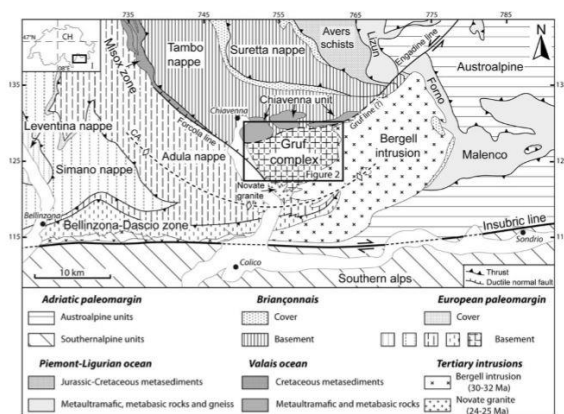 735
745
755
765
775
785
N
47°N
CH
I
08°E
Misox zone
Tambo
nappe
Suretta nappe
Avers
schists
Lizun
Engadine line
Austroalpine
135
13
Chiavenna
Chiavenna unit
Gruf line(?)
Forno
Leventina nappe
Forcola line
Gruf
complex
Bergell
intrusion
125
12
CA
Adula nappe
Figure 2
Malenco
Simano nappe
Novate
granite
Bellinzona
Bellinzona-Dascio zone
Insubric line
Sondrio
115
11
10 km
Colico
Southern alps
Thrust
Ductile normal fault
Adriatic paleomargin
Briançonnais
European paleomargin
Austroalpine units
Cover
Cover
Southernalpine units
Basement
Basement
Piemont-Ligurian ocean
Valais ocean
Tertiary intrusions
Jurassic-Cretaceous metasediments
Cretaceous metasediments
Bergell intrusion
(30-32 Ma)
Metaultramafic, metabasic rocks and gneiss
Metaultramafic and metabasic rocks
Novate granite
(24-25 Ma)